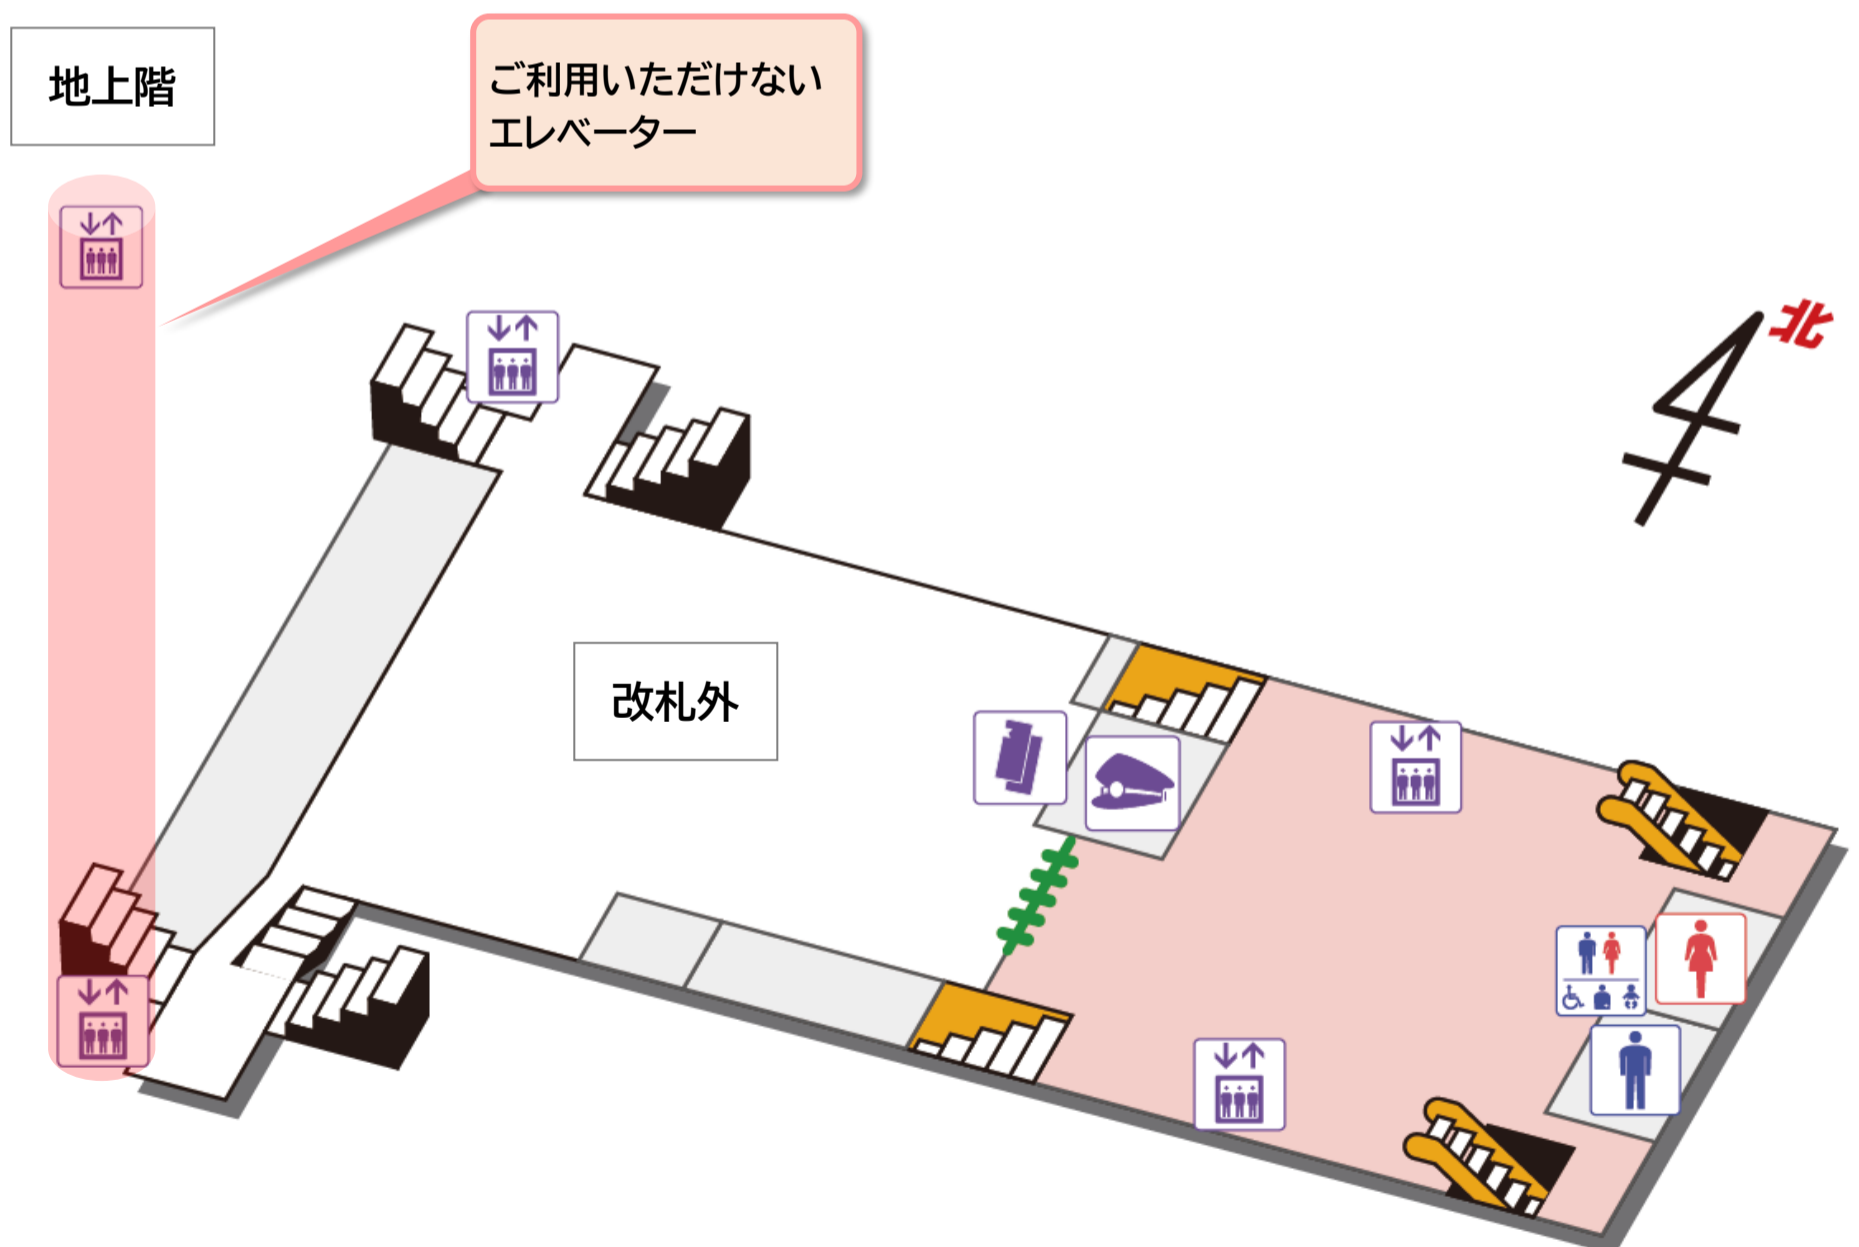 地上階
ご利用いただけない
エレベーター
北
改札外